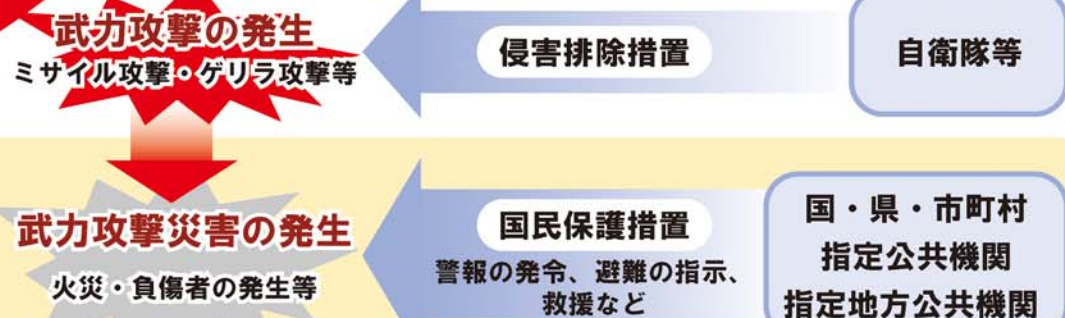 武力攻撃の発生
ミサイル攻撃・ゲリラ攻撃等
侵害排除措置
自衛隊等
武力攻撃災害の発生
火災・負傷者の発生等
国民保護措置
警報の発令、避難の指示、
救援など
国・県・市町村
指定公共機関
指定地方公共機関